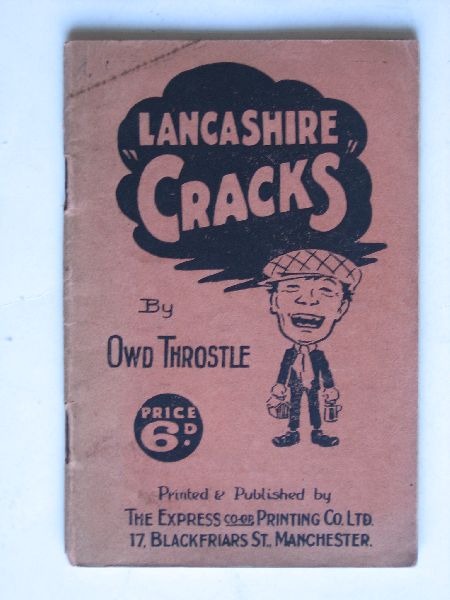 LANCASHIRE
"CRACKS"
By
OWD THROSTLE
PRICE
6D.
Printed & Published by
THE EXPRESS CO-OP. PRINTING CO. LTD.
17, BLACKFRIARS ST., MANCHESTER.